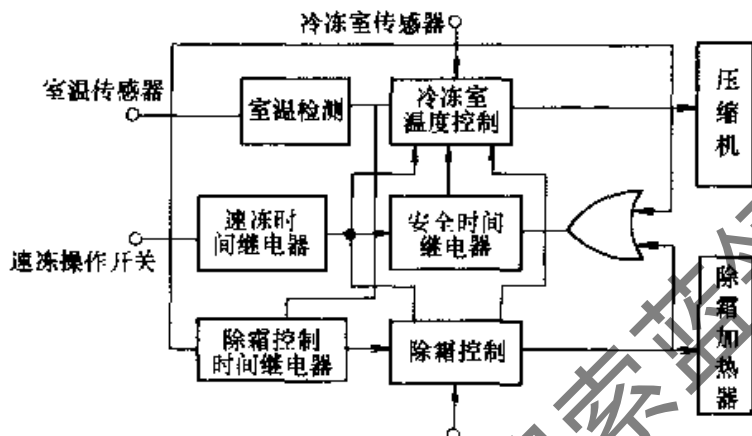 冷冻室传感器
室温传感器
室温检测
冷冻室
温度控制
压
缩
机
速冻时
间继电器
安全时间
继电器
速冻操作开关
除霜控制
时间继电器
除霜控制
除
霜
加
热
器